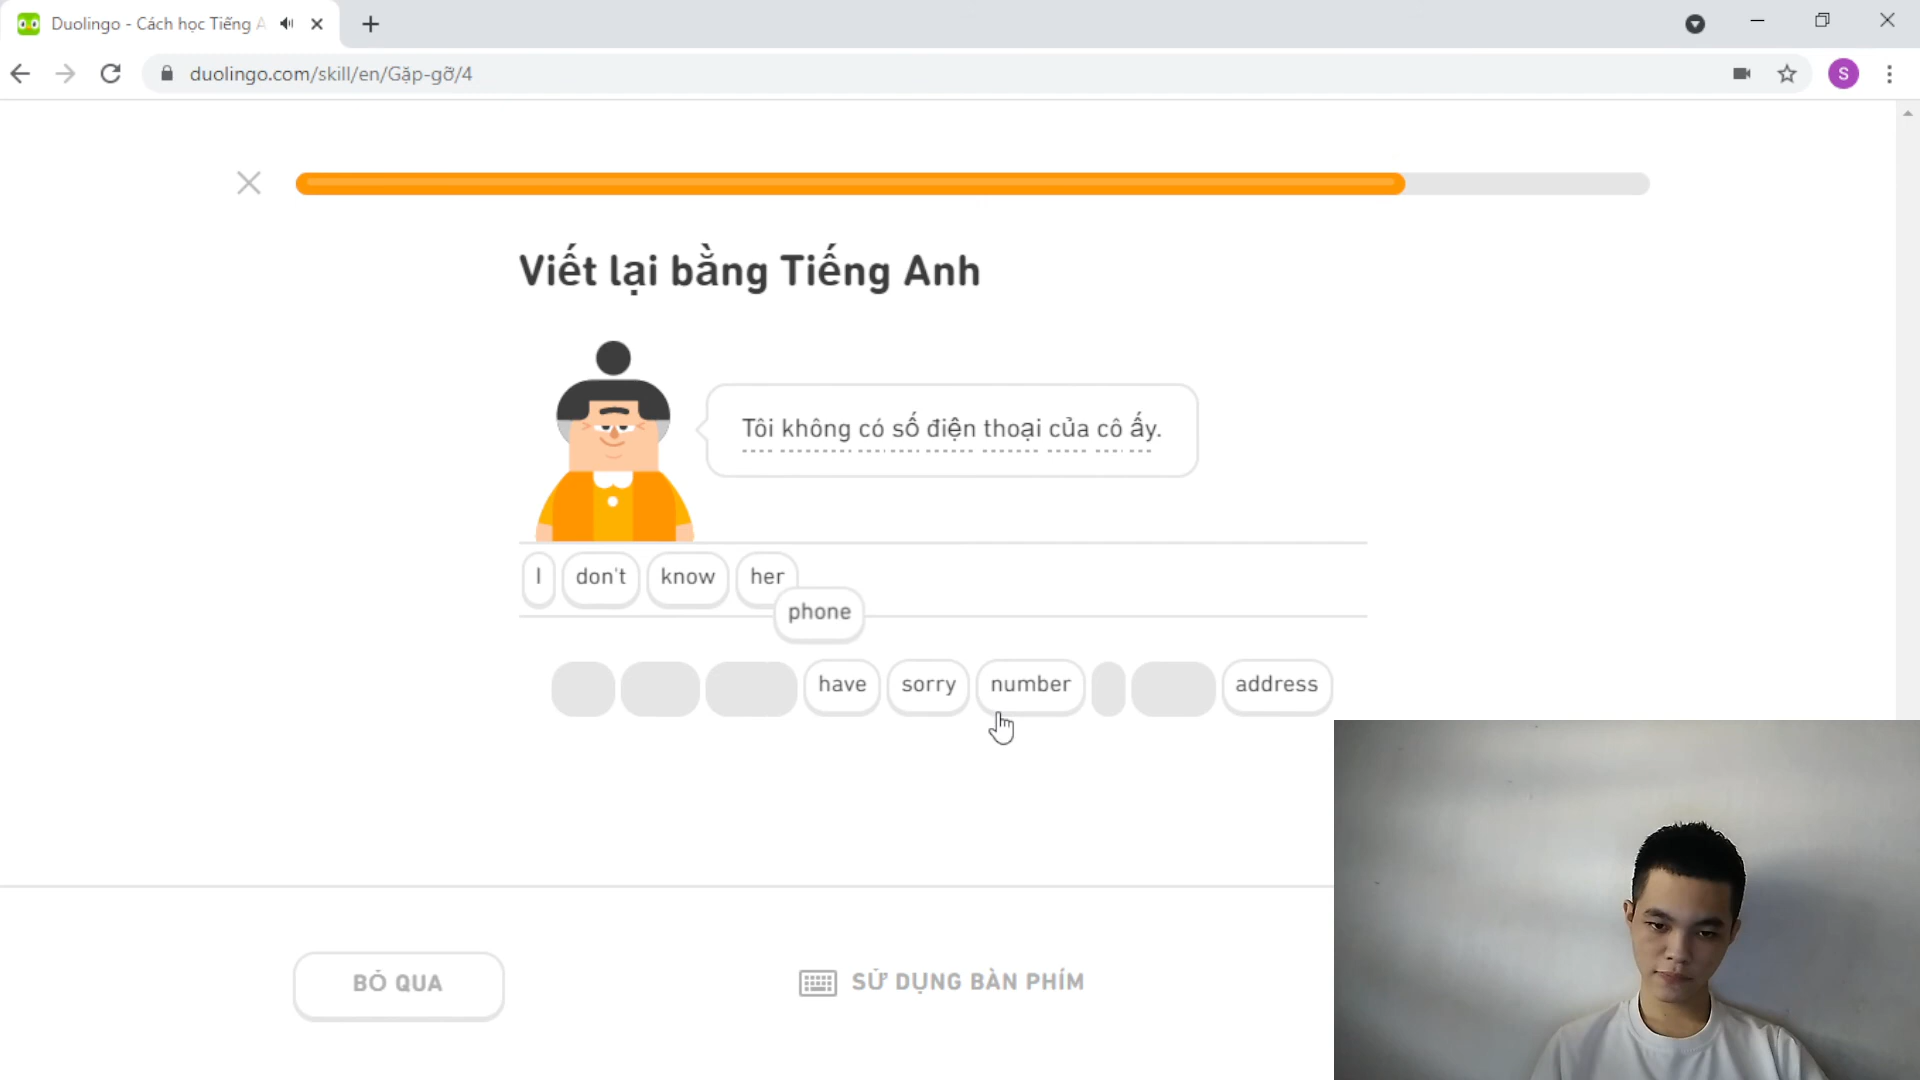 Duolingo - Cách học Tiếng A
duolingo.com/skill/en/Gặp-gỡ/4
S
Viết lại bằng Tiếng Anh
Tôi không có số điện thoại của cô ấy.
I don't know her
phone
have sorry number address
BỎ QUA
SỬ DỤNG BÀN PHÍM